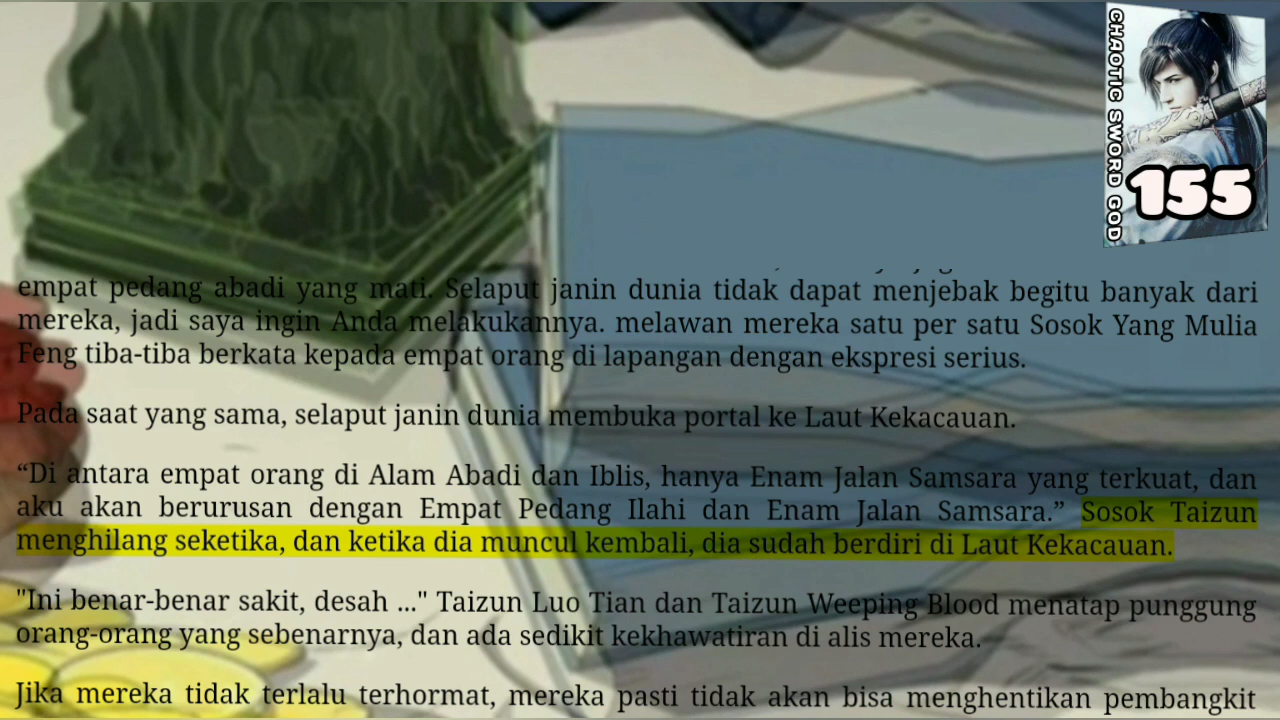 CHAOTIC SWORD GOD
155
empat pedang abadi yang mati. Selaput janin dunia tidak dapat menjebak begitu banyak dari
mereka, jadi saya ingin Anda melakukannya. melawan mereka satu per satu Sosok Yang Mulia
Feng tiba-tiba berkata kepada empat orang di lapangan dengan ekspresi serius.
Pada saat yang sama, selaput janin dunia membuka portal ke Laut Kekacauan.
“Di antara empat orang di Alam Abadi dan Iblis, hanya Enam Jalan Samsara yang terkuat, dan
aku akan berurusan dengan Empat Pedang Ilahi dan Enam Jalan Samsara.” Sosok Taizun
menghilang seketika, dan ketika dia muncul kembali, dia sudah berdiri di Laut Kekacauan.
"Ini benar-benar sakit, desah ..." Taizun Luo Tian dan Taizun Weeping Blood menatap punggung
orang-orang yang sebenarnya, dan ada sedikit kekhawatiran di alis mereka.
Jika mereka tidak terlalu terhormat, mereka pasti tidak akan bisa menghentikan pembangkit